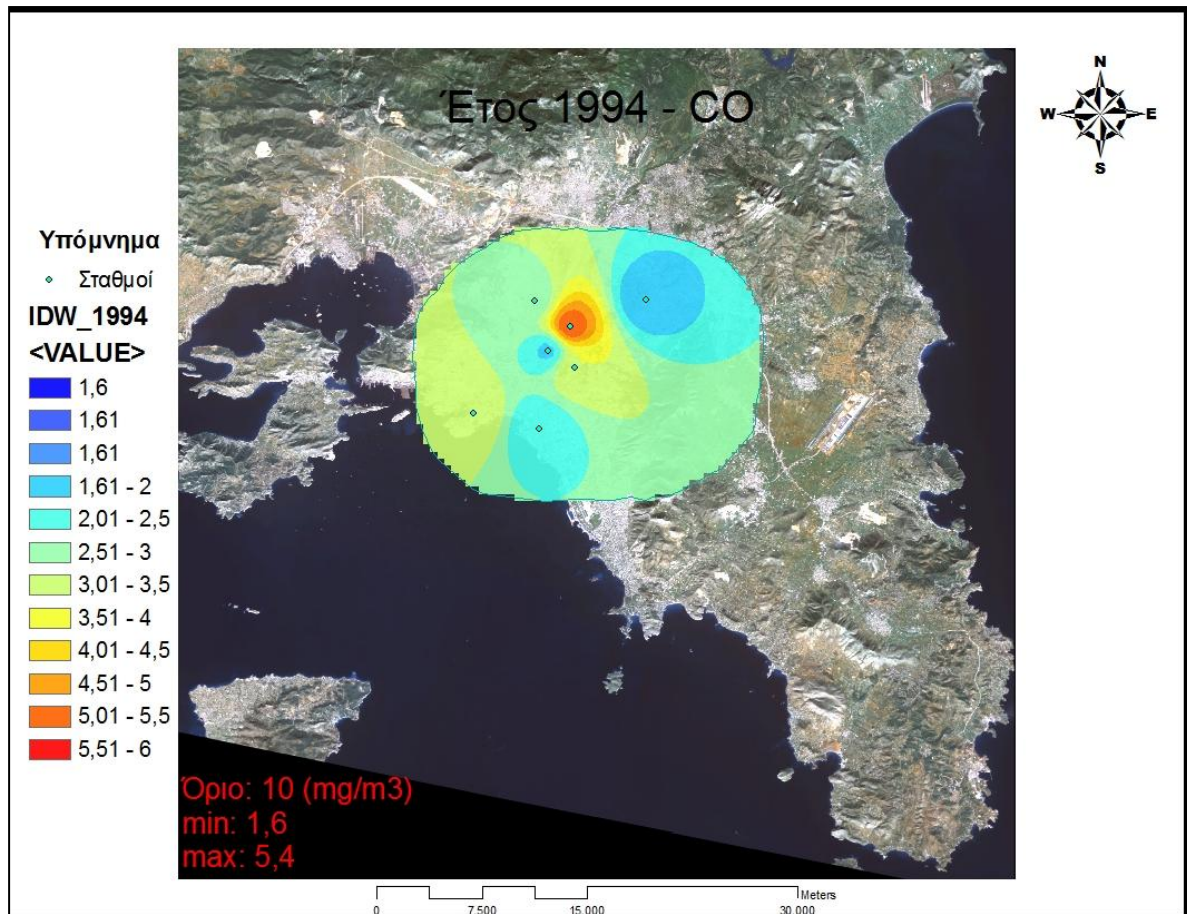 Έτος 1994 - CO
N
W
E
S
Υπόμνημα
Σταθμοί
IDW_1994
<VALUE>
1,6
1,61
1,61
1,61 - 2
2,01 - 2,5
2,51 - 3
3,01 - 3,5
3,51 - 4
4,01 - 4,5
4,51 - 5
5,01 - 5,5
5,51 - 6
Όριο: 10 (mg/m3)
min: 1,6
max: 5,4
Meters
0 7.500 15.000 30.000